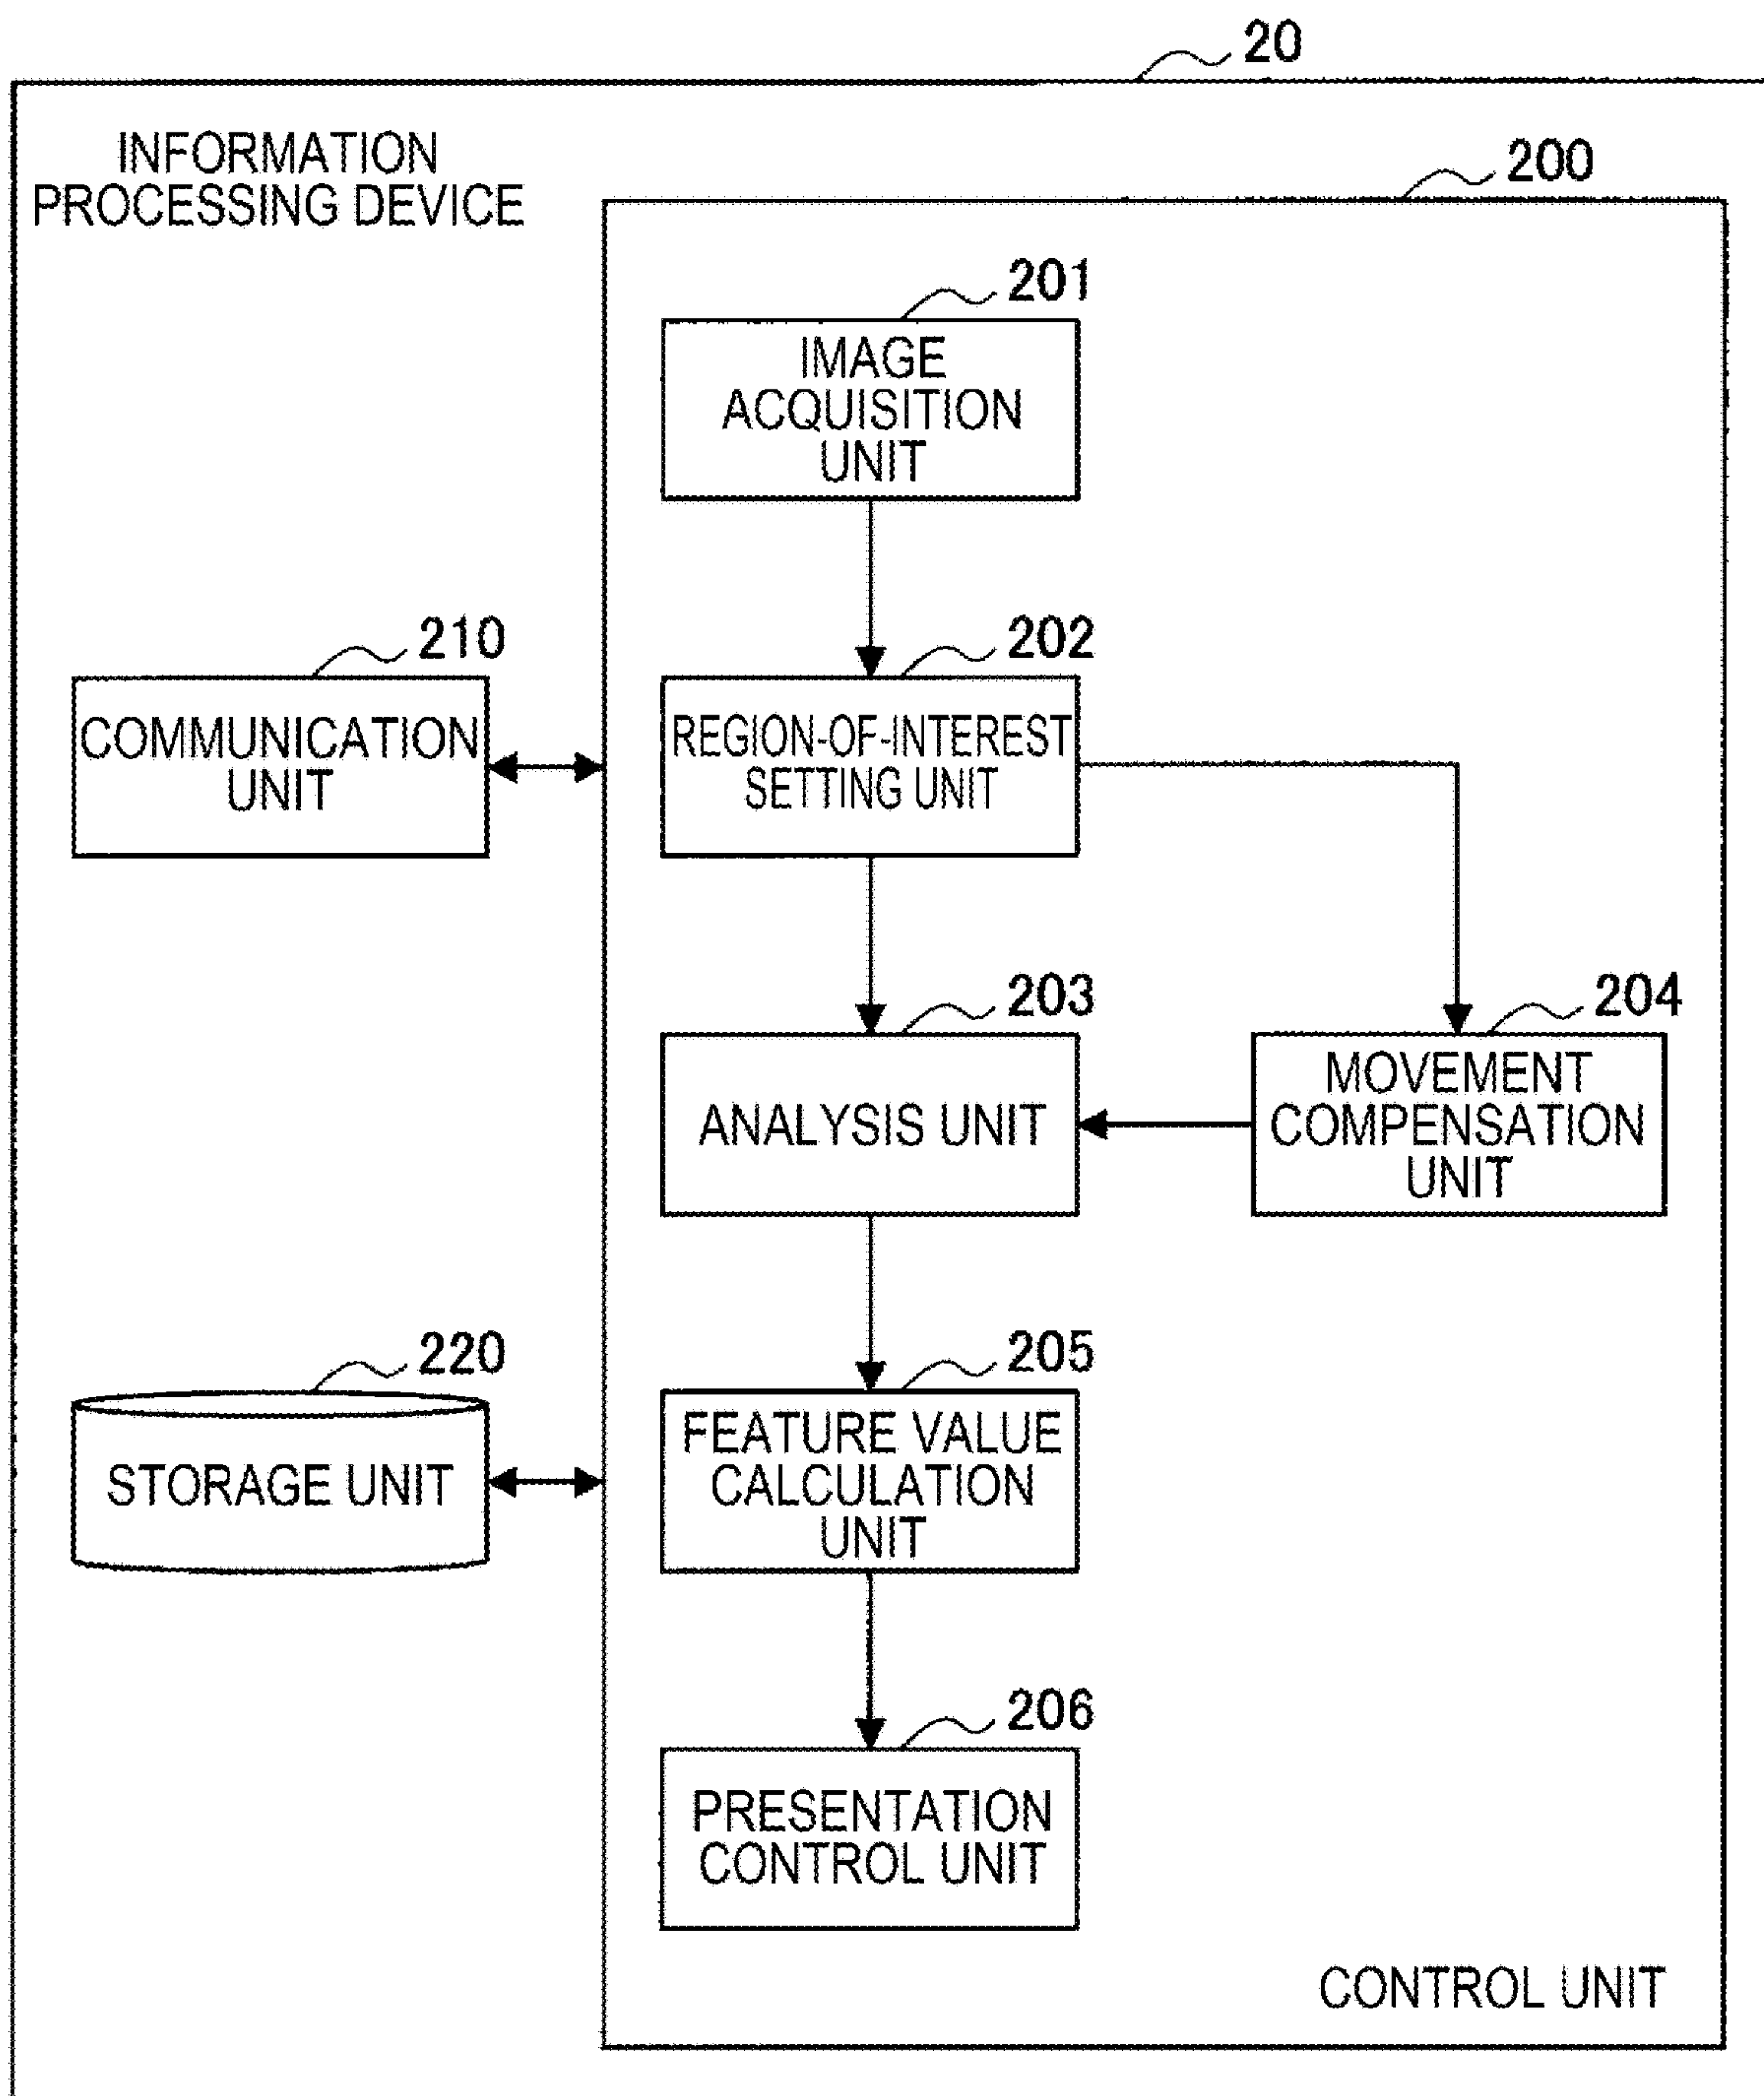 20
INFORMATION
PROCESSING DEVICE
200
201
IMAGE
ACQUISITION
UNIT
210
COMMUNICATION
UNIT
202
REGION-OF-INTEREST
SETTING UNIT
203
ANALYSIS UNIT
204
MOVEMENT
COMPENSATION
UNIT
220
STORAGE UNIT
205
FEATURE VALUE
CALCULATION
UNIT
206
PRESENTATION
CONTROL UNIT
CONTROL UNIT